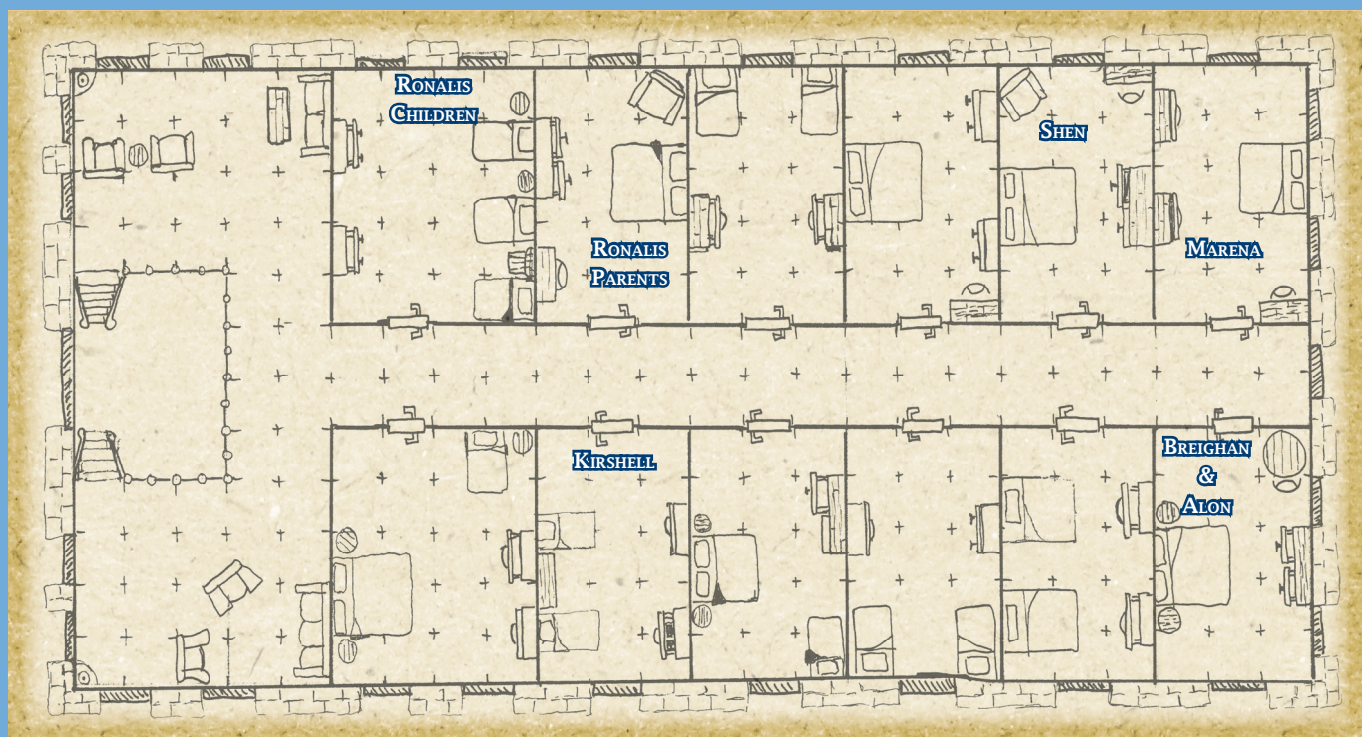 Ronalis
Children
Shen
Ronalis
Parents
Marena
Kirshell
Breighan
&
Alon